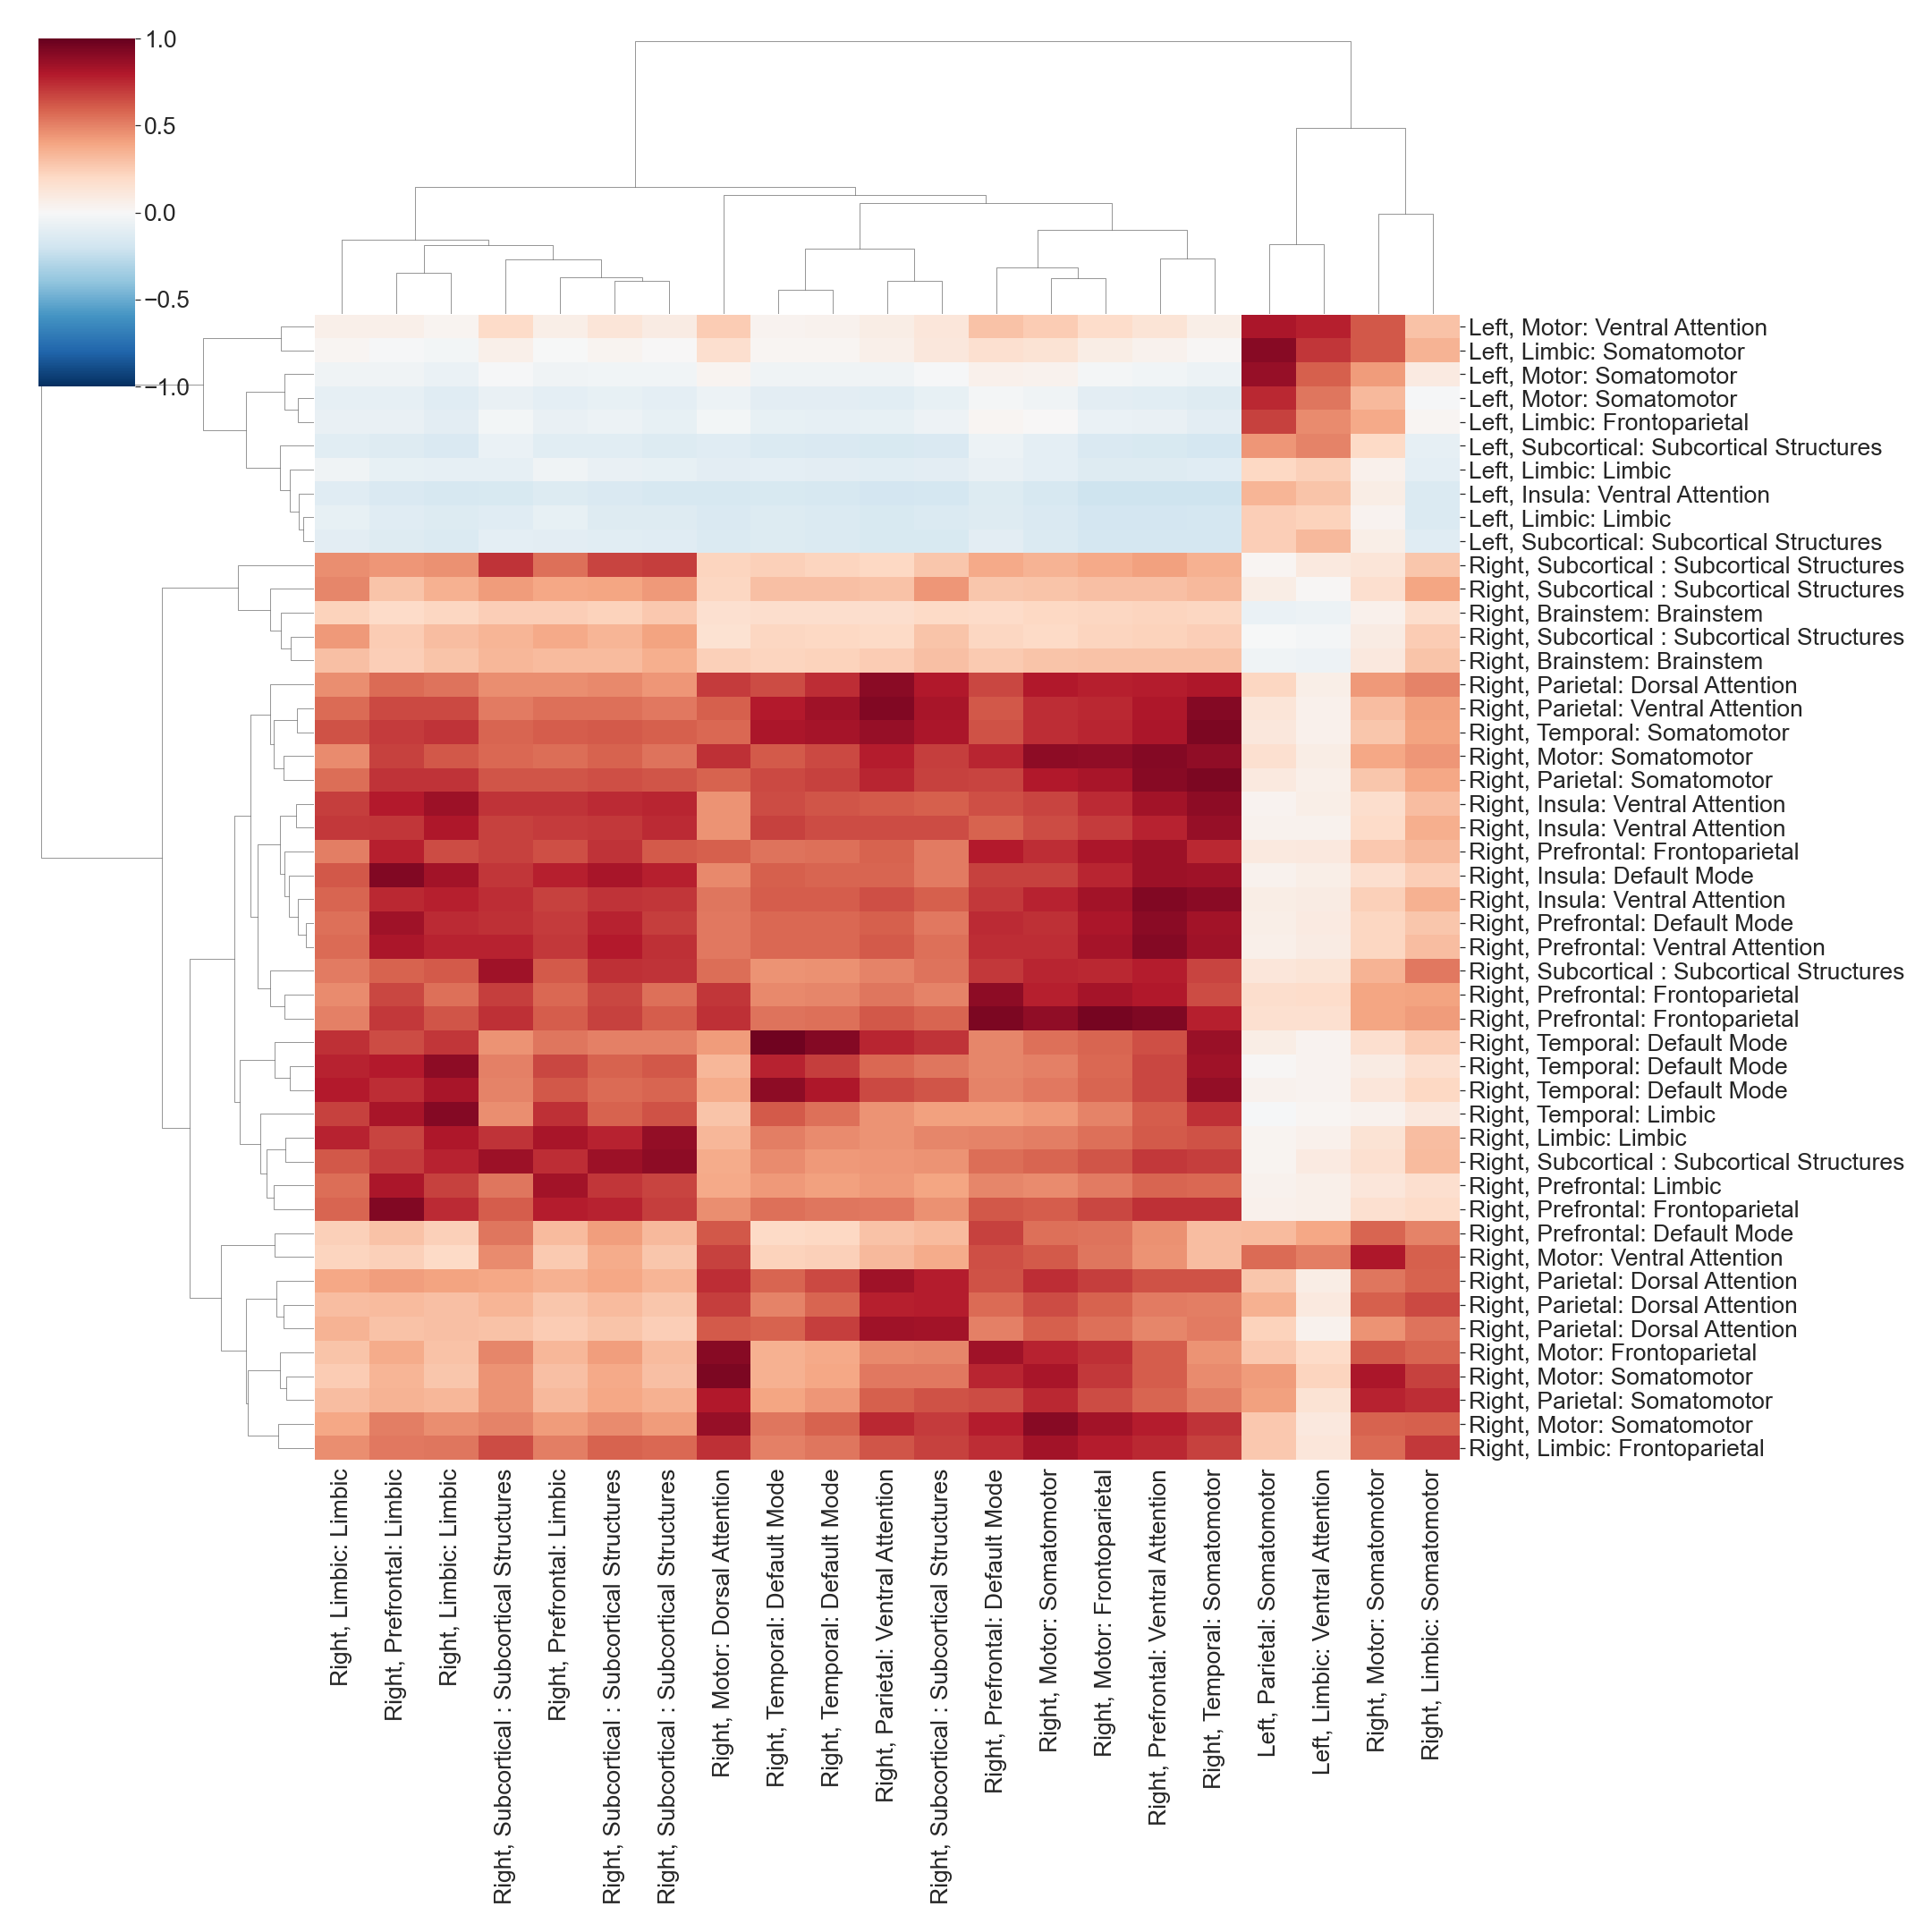 1.0
0.5
0.0
−0.5
−1.0
Left, Motor: Ventral Attention
Left, Limbic: Somatomotor
Left, Motor: Somatomotor
Left, Motor: Somatomotor
Left, Limbic: Frontoparietal
Left, Subcortical: Subcortical Structures
Left, Limbic: Limbic
Left, Insula: Ventral Attention
Left, Limbic: Limbic
Left, Subcortical: Subcortical Structures
Right, Subcortical : Subcortical Structures
Right, Subcortical : Subcortical Structures
Right, Brainstem: Brainstem
Right, Subcortical : Subcortical Structures
Right, Brainstem: Brainstem
Right, Parietal: Dorsal Attention
Right, Parietal: Ventral Attention
Right, Temporal: Somatomotor
Right, Motor: Somatomotor
Right, Parietal: Somatomotor
Right, Insula: Ventral Attention
Right, Insula: Ventral Attention
Right, Prefrontal: Frontoparietal
Right, Insula: Default Mode
Right, Insula: Ventral Attention
Right, Prefrontal: Default Mode
Right, Prefrontal: Ventral Attention
Right, Subcortical : Subcortical Structures
Right, Prefrontal: Frontoparietal
Right, Prefrontal: Frontoparietal
Right, Temporal: Default Mode
Right, Temporal: Default Mode
Right, Temporal: Default Mode
Right, Temporal: Limbic
Right, Limbic: Limbic
Right, Subcortical : Subcortical Structures
Right, Prefrontal: Limbic
Right, Prefrontal: Frontoparietal
Right, Prefrontal: Default Mode
Right, Motor: Ventral Attention
Right, Parietal: Dorsal Attention
Right, Parietal: Dorsal Attention
Right, Parietal: Dorsal Attention
Right, Motor: Frontoparietal
Right, Motor: Somatomotor
Right, Parietal: Somatomotor
Right, Motor: Somatomotor
Right, Limbic: Frontoparietal
Right, Limbic: Limbic
Right, Prefrontal: Limbic
Right, Limbic: Limbic
Right, Subcortical : Subcortical Structures
Right, Prefrontal: Limbic
Right, Subcortical : Subcortical Structures
Right, Subcortical : Subcortical Structures
Right, Motor: Dorsal Attention
Right, Temporal: Default Mode
Right, Temporal: Default Mode
Right, Parietal: Ventral Attention
Right, Subcortical : Subcortical Structures
Right, Prefrontal: Default Mode
Right, Motor: Somatomotor
Right, Motor: Frontoparietal
Right, Prefrontal: Ventral Attention
Right, Temporal: Somatomotor
Left, Parietal: Somatomotor
Left, Limbic: Ventral Attention
Right, Motor: Somatomotor
Right, Limbic: Somatomotor